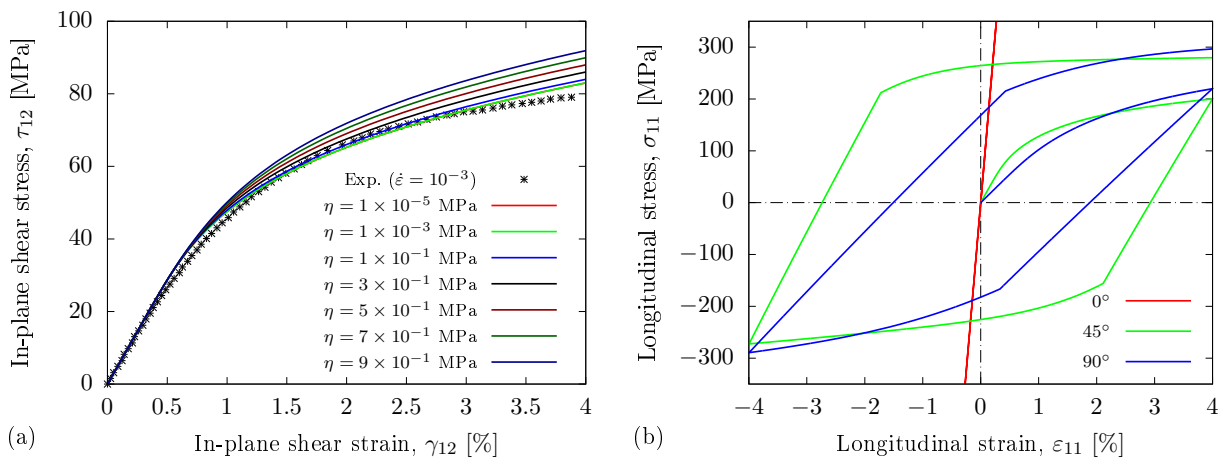 In-plane shear stress, τ12 [MPa]
100
80
60
40
20
0
Exp. (ε̇ = 10−3)
η = 1 × 10−5 MPa
η = 1 × 10−3 MPa
η = 1 × 10−1 MPa
η = 3 × 10−1 MPa
η = 5 × 10−1 MPa
η = 7 × 10−1 MPa
η = 9 × 10−1 MPa
0 0.5 1 1.5 2 2.5 3 3.5 4
(a) In-plane shear strain, γ12 [%]
Longitudinal stress, σ11 [MPa]
300
200
100
0
−100
−200
−300
0°
45°
90°
−4 −3 −2 −1 0 1 2 3 4
(b) Longitudinal strain, ε11 [%]